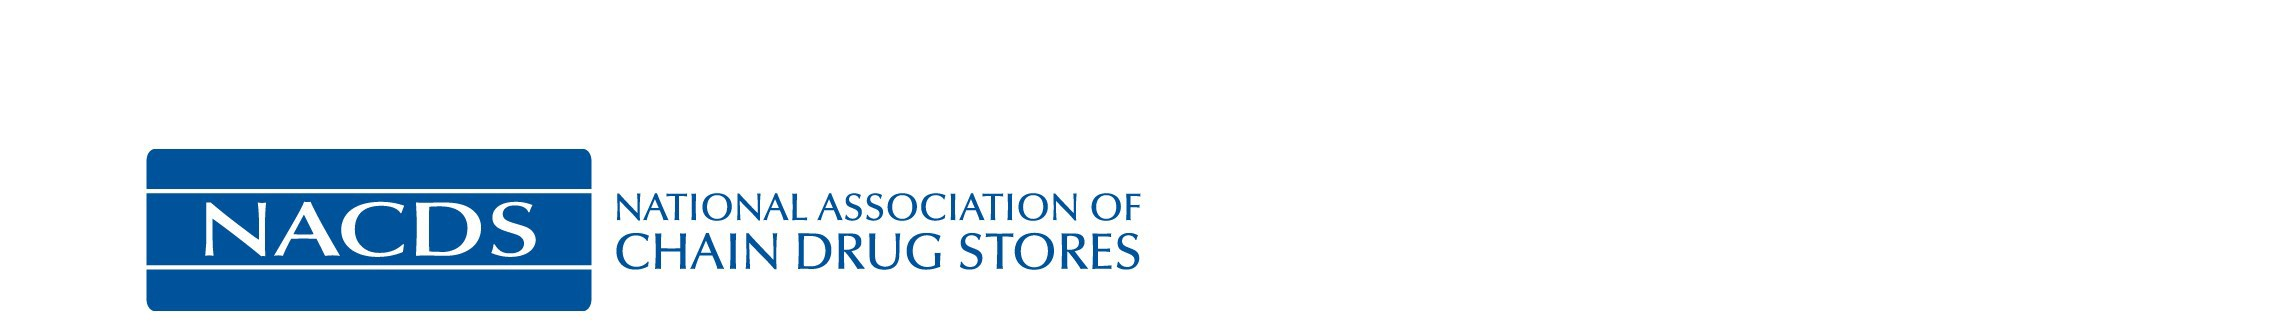 NACDS
NATIONAL ASSOCIATION OF
CHAIN DRUG STORES